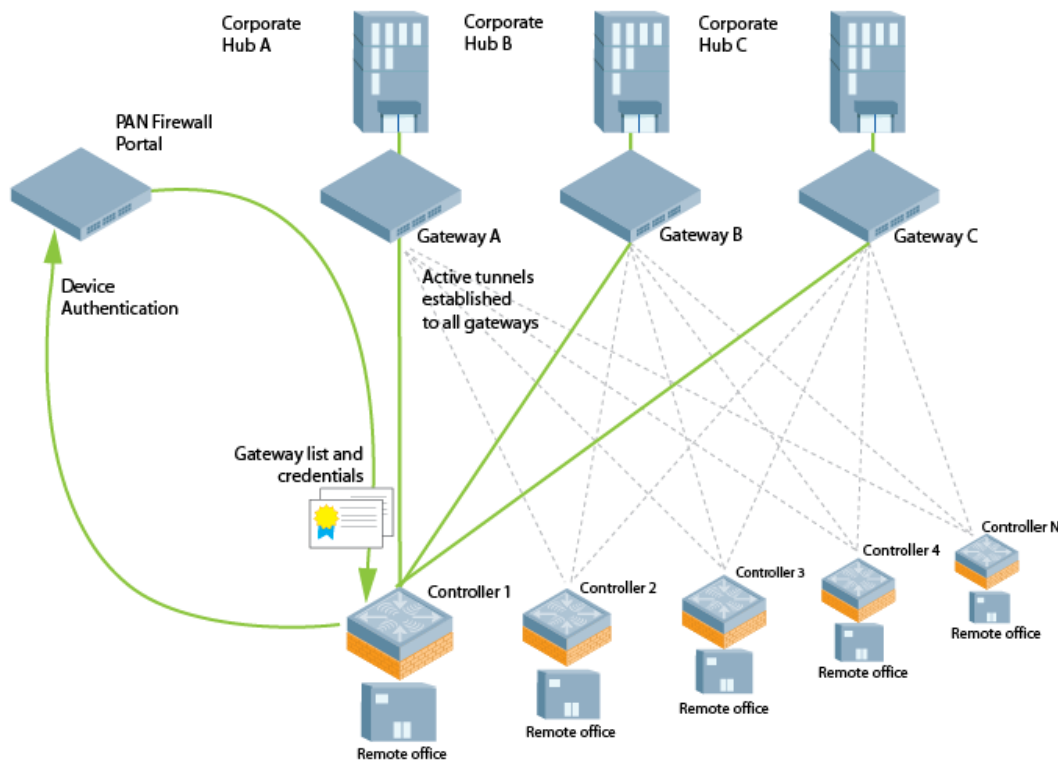 Corporate
Hub A
Corporate
Hub B
Corporate
Hub C
PAN Firewall
Portal
Gateway A
Gateway B
Gateway C
Device
Authentication
Active tunnels
established
to all gateways
Gateway list and
credentials
Controller 1
Controller 2
Controller 3
Controller 4
Controller N
Remote office
Remote office
Remote office
Remote office
Remote office